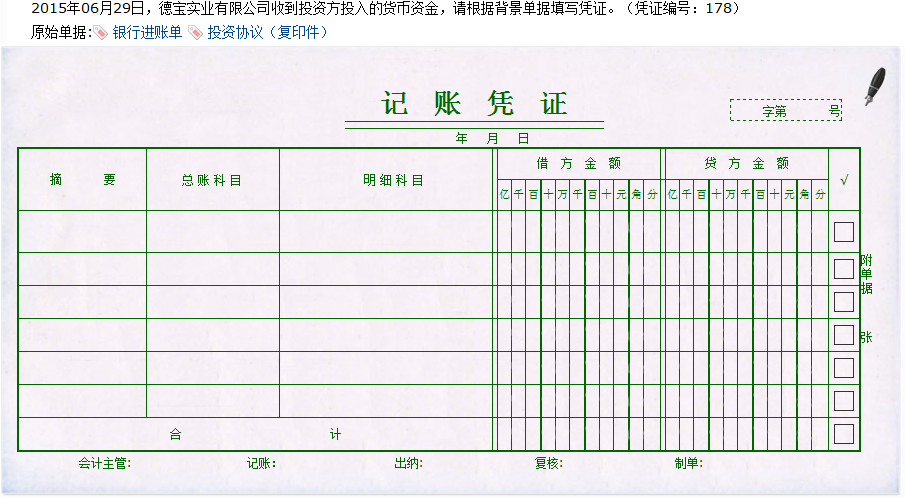 2015年06月29日，德宝实业有限公司收到投资方投入的货币资金，请根据背景单据填写凭证。（凭证编号：178）
原始单据: 银行进账单 投资协议（复印件）
记 账 凭 证
字第 号
年 月 日
摘 要 总账科目 明细科目 借 方 金 额 贷 方 金 额 √
亿 千 百 十 万 千 百 十 元 角 分 亿 千 百 十 万 千 百 十 元 角 分
附单据 张
合 计
会计主管: 记账: 出纳: 复核: 制单: